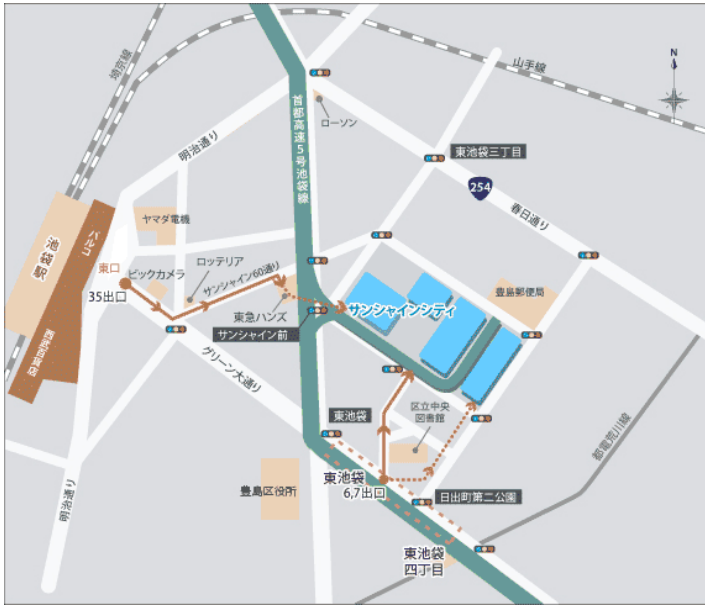 埼京線
山手線
N
首都高速5号池袋線
ローソン
明治通り
東池袋三丁目
254
春日通り
ヤマダ電機
パルコ
池袋駅
東口
ビックカメラ
ロッテリア
サンシャイン60通り
35出口
東急ハンズ
サンシャインシティ
豊島郵便局
サンシャイン前
西武百貨店
グリーン大通り
東池袋
区立中央
図書館
都電荒川線
東池袋
6,7出口
豊島区役所
日出町第二公園
明治通り
東池袋
四丁目